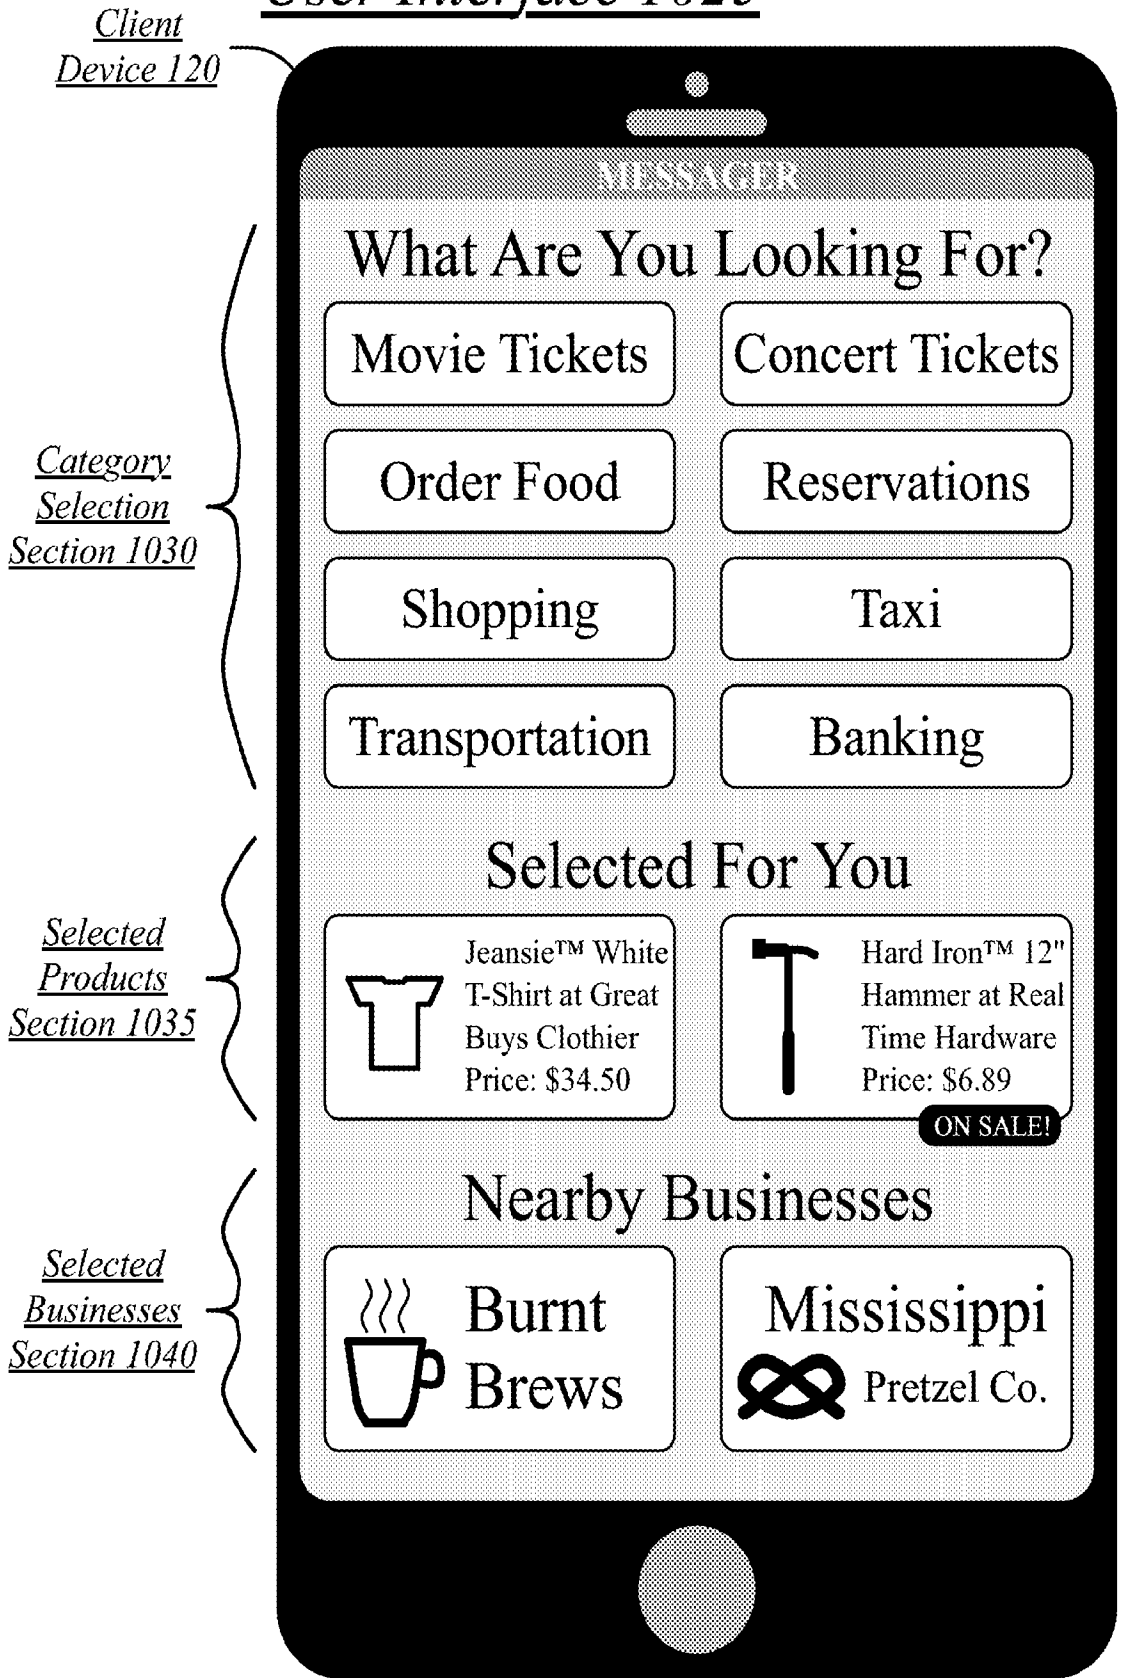 User Interface 1025
Client
Device 120
MESSAGER
What Are You Looking For?
Movie Tickets
Concert Tickets
Order Food
Reservations
Shopping
Taxi
Transportation
Banking
Category
Selection
Section 1030
Selected For You
Jeansie™ White
T-Shirt at Great
Buys Clothier
Price: $34.50
Hard Iron™ 12"
Hammer at Real
Time Hardware
Price: $6.89
ON SALE!
Selected
Products
Section 1035
Nearby Businesses
Burnt
Brews
Mississippi
Pretzel Co.
Selected
Businesses
Section 1040